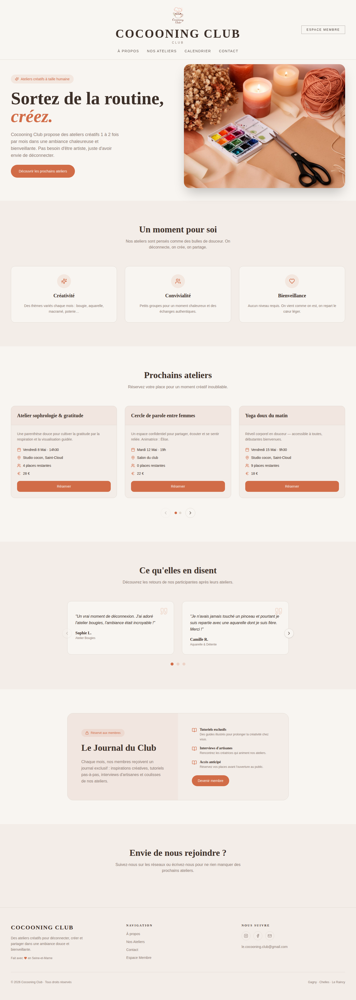 Cocooning
Club
COCOONING CLUB
CLUB
ESPACE MEMBRE
À PROPOS NOS ATELIERS CALENDRIER CONTACT
Ateliers créatifs à taille humaine
Sortez de la routine,
créez.
Cocooning Club propose des ateliers créatifs 1 à 2 fois
par mois dans une ambiance chaleureuse et
bienveillante. Pas besoin d'être artiste, juste d'avoir
envie de déconnecter.
Découvrir les prochains ateliers
Un moment pour soi
Nos ateliers sont pensés comme des bulles de douceur. On
déconnecte, on crée, on partage.
Créativité
Des thèmes variés chaque mois : bougie, aquarelle,
macramé, poterie…
Convivialité
Petits groupes pour un moment chaleureux et des
échanges authentiques.
Bienveillance
Aucun niveau requis. On vient comme on est, on repart le
cœur léger.
Prochains ateliers
Réservez votre place pour un moment créatif inoubliable.
Atelier sophrologie & gratitude
Une parenthèse douce pour cultiver la gratitude par la
respiration et la visualisation guidée.
Vendredi 8 Mai · 14h30
Studio cocon, Saint-Cloud
4 places restantes
28 €
Réserver
Cercle de parole entre femmes
Un espace confidentiel pour partager, écouter et se sentir
reliée. Animatrice : Élise.
Mardi 12 Mai · 19h
Salon du club
0 places restantes
22 €
Réserver
Yoga doux du matin
Réveil corporel en douceur — accessible à toutes,
débutantes bienvenues.
Vendredi 15 Mai · 9h30
Studio cocon, Saint-Cloud
9 places restantes
18 €
Réserver
Ce qu'elles en disent
Découvrez les retours de nos participantes après leurs ateliers.
"Un vrai moment de déconnexion. J'ai adoré
l'atelier bougies, l'ambiance était incroyable !"
Sophie L.
Atelier Bougies
"Je n'avais jamais touché un pinceau et pourtant je
suis repartie avec une aquarelle dont je suis fière.
Merci !"
Camille R.
Aquarelle & Détente
Réservé aux membres
Le Journal du Club
Chaque mois, nos membres reçoivent un
journal exclusif : inspirations créatives, tutoriels
pas-à-pas, interviews d'artisanes et coulisses
de nos ateliers.
Tutoriels exclusifs
Des guides illustrés pour prolonger la créativité chez
vous.
Interviews d'artisanes
Rencontrez les créatrices qui animent nos ateliers.
Accès anticipé
Réservez vos places avant l'ouverture au public.
Devenir membre
Envie de nous rejoindre ?
Suivez-nous sur les réseaux ou écrivez-nous pour ne rien manquer des
prochains ateliers.
COCOONING CLUB
Des ateliers créatifs pour déconnecter, créer et
partager dans une ambiance douce et
bienveillante.
Fait avec en Seine-et-Marne
NAVIGATION
À propos
Nos Ateliers
Contact
Espace Membre
NOUS SUIVRE
le.cocooning.club@gmail.com
© 2026 Cocooning Club · Tous droits réservés
Gagny · Chelles · Le Raincy